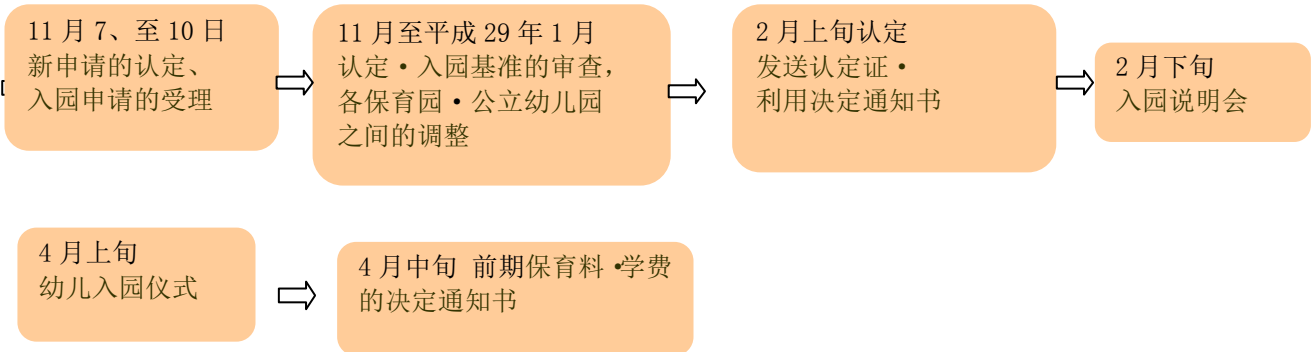 11 月 7、至 10 日
新申请的认定、
入园申请的受理
11 月至平成 29 年 1 月
认定·入园基准的审查，
各保育园·公立幼儿园
之间的调整
2 月上旬认定
发送认定证·
利用决定通知书
2 月下旬
入园说明会
4 月上旬
幼儿入园仪式
4 月中旬 前期保育料 •学费
的决定通知书